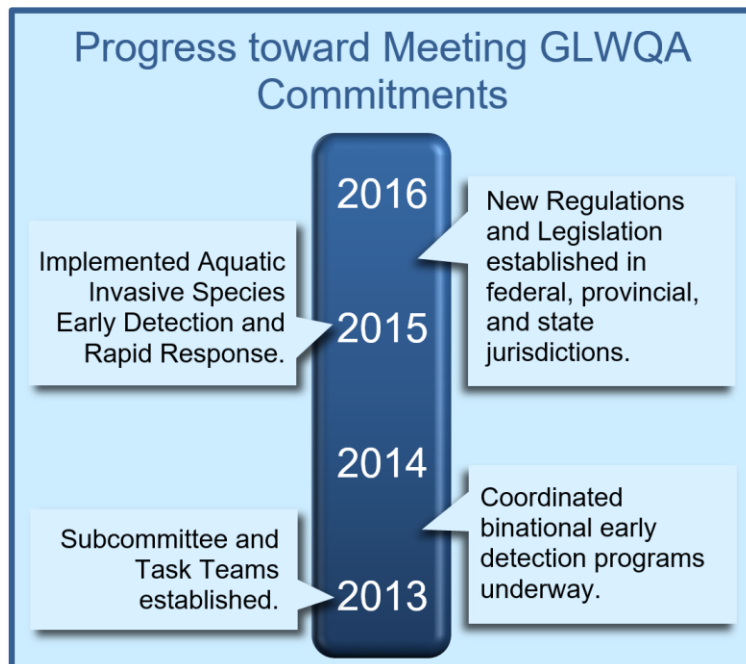 Progress toward Meeting GLWQA
Commitments
2016
New Regulations
and Legislation
established in
federal, provincial,
and state
jurisdictions.
Implemented Aquatic
Invasive Species
Early Detection and
Rapid Response.
2015
2014
Coordinated
binational early
detection programs
underway.
Subcommittee and
Task Teams
established.
2013